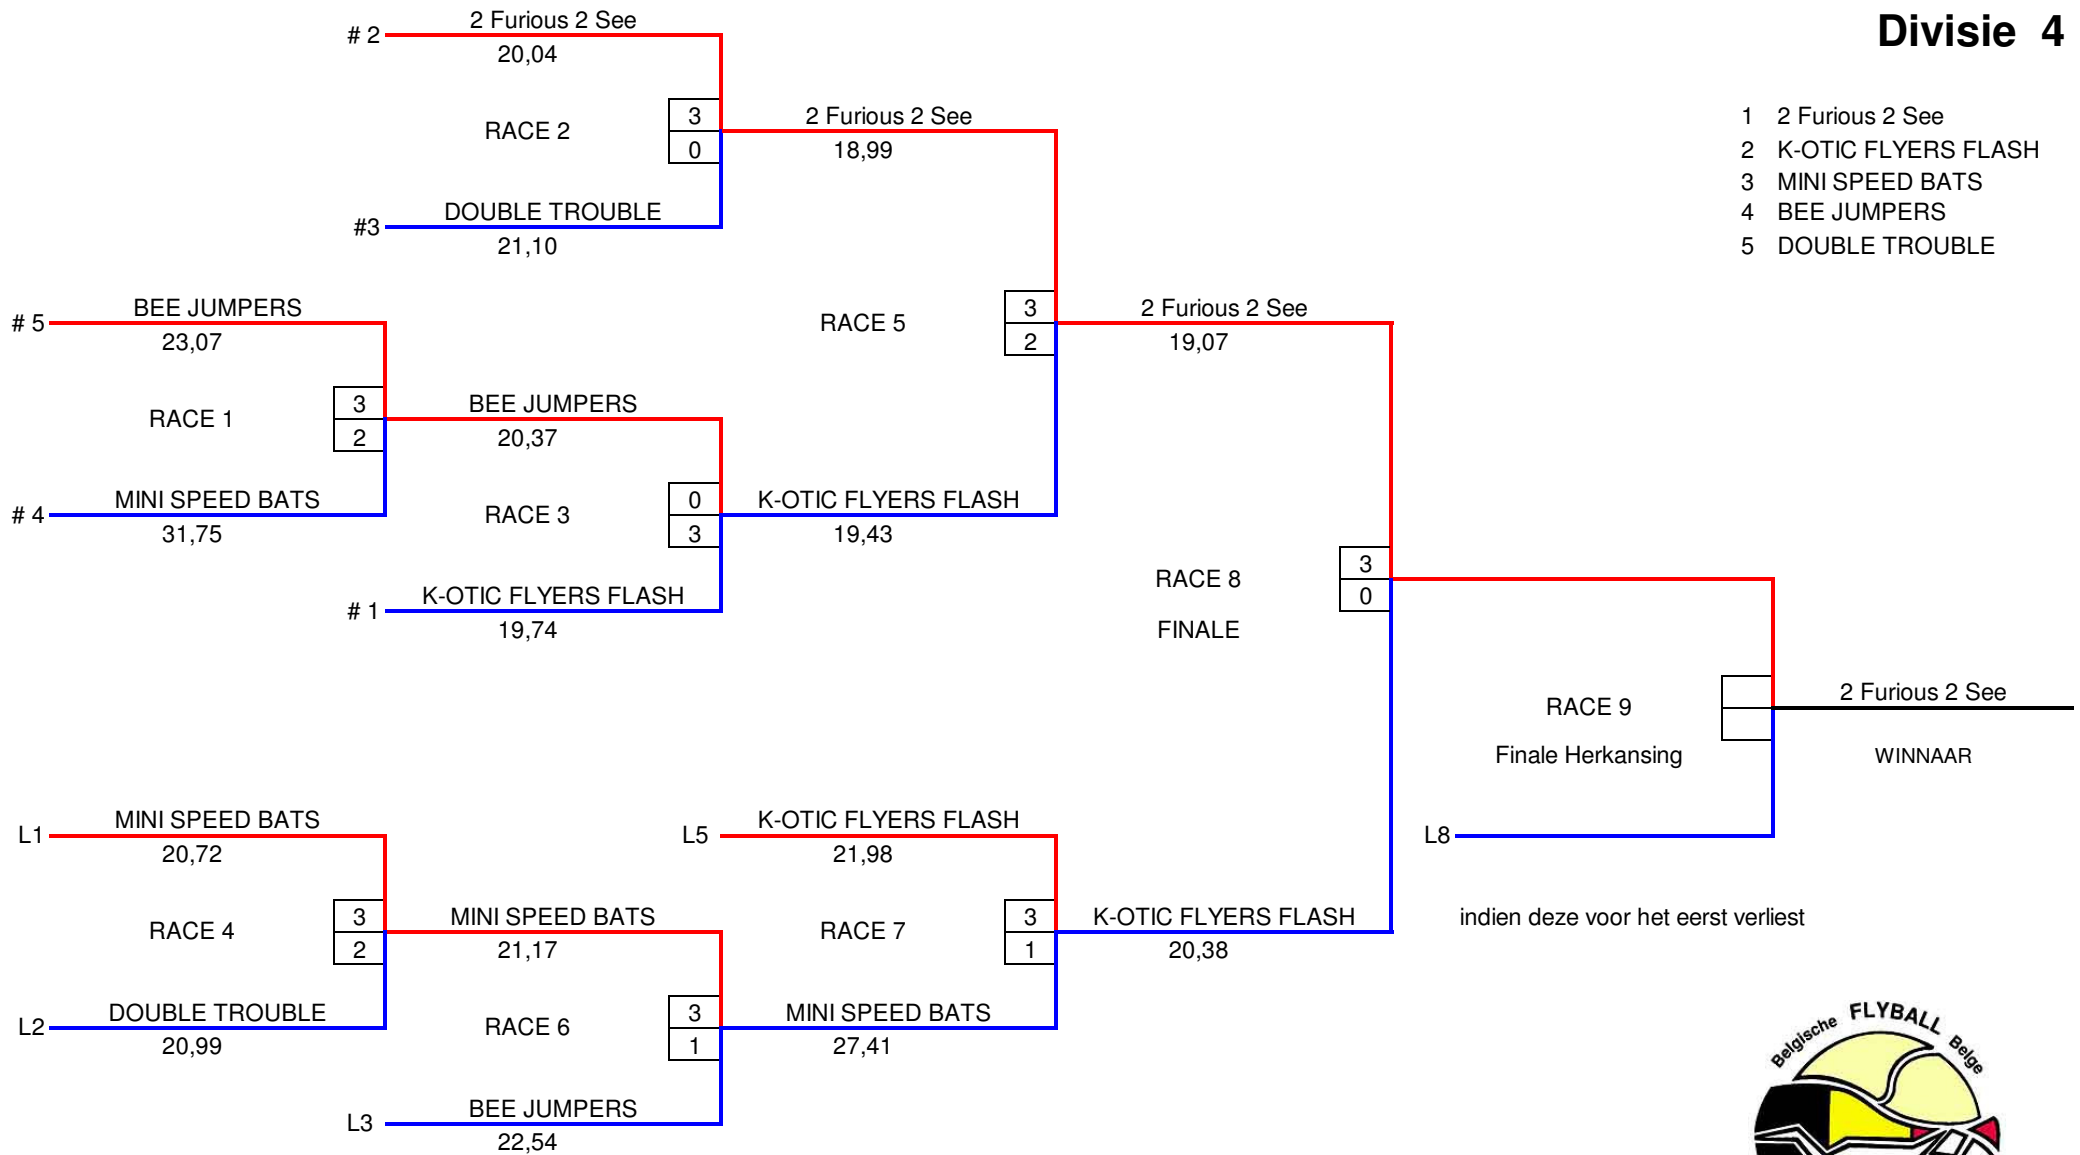 Divisie 4
1 2 Furious 2 See
2 K-OTIC FLYERS FLASH
3 MINI SPEED BATS
4 BEE JUMPERS
5 DOUBLE TROUBLE
# 2
2 Furious 2 See
20,04
RACE 2
3
0
#3
DOUBLE TROUBLE
21,10
2 Furious 2 See
18,99
# 5
BEE JUMPERS
23,07
RACE 1
3
2
# 4
MINI SPEED BATS
31,75
BEE JUMPERS
20,37
RACE 3
0
3
# 1
K-OTIC FLYERS FLASH
19,74
K-OTIC FLYERS FLASH
19,43
RACE 5
3
2
2 Furious 2 See
19,07
RACE 8
FINALE
3
0
RACE 9
Finale Herkansing
2 Furious 2 See
WINNAAR
L8
indien deze voor het eerst verliest
L1
MINI SPEED BATS
20,72
RACE 4
3
2
L2
DOUBLE TROUBLE
20,99
MINI SPEED BATS
21,17
RACE 6
3
1
L3
BEE JUMPERS
22,54
L5
K-OTIC FLYERS FLASH
21,98
RACE 7
3
1
MINI SPEED BATS
27,41
K-OTIC FLYERS FLASH
20,38
Belgische FLYBALL Belge